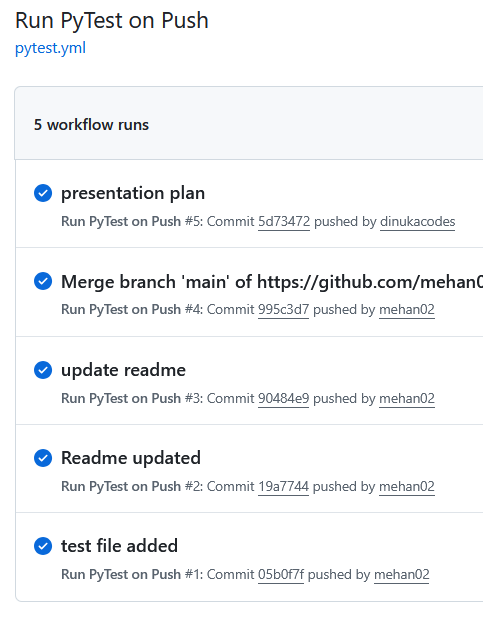 Run PyTest on Push
pytest.yml
5 workflow runs
presentation plan
Run PyTest on Push #5: Commit 5d73472 pushed by dinukacodes
Merge branch 'main' of https://github.com/mehan0
Run PyTest on Push #4: Commit 995c3d7 pushed by mehan02
update readme
Run PyTest on Push #3: Commit 90484e9 pushed by mehan02
Readme updated
Run PyTest on Push #2: Commit 19a7744 pushed by mehan02
test file added
Run PyTest on Push #1: Commit 05b0f7f pushed by mehan02